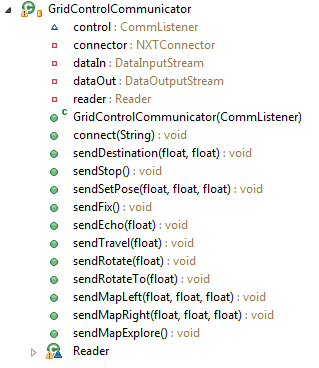 GridControlCommunicator
control : CommListener
connector : NXTConnector
dataIn : DataInputStream
dataOut : DataOutputStream
reader : Reader
GridControlCommunicator(CommListener)
connect(String) : void
sendDestination(float, float) : void
sendStop() : void
sendSetPose(float, float, float) : void
sendFix() : void
sendEcho(float) : void
sendTravel(float) : void
sendRotate(float) : void
sendRotateTo(float) : void
sendMapLeft(float, float, float) : void
sendMapRight(float, float, float) : void
sendMapExplore() : void
Reader